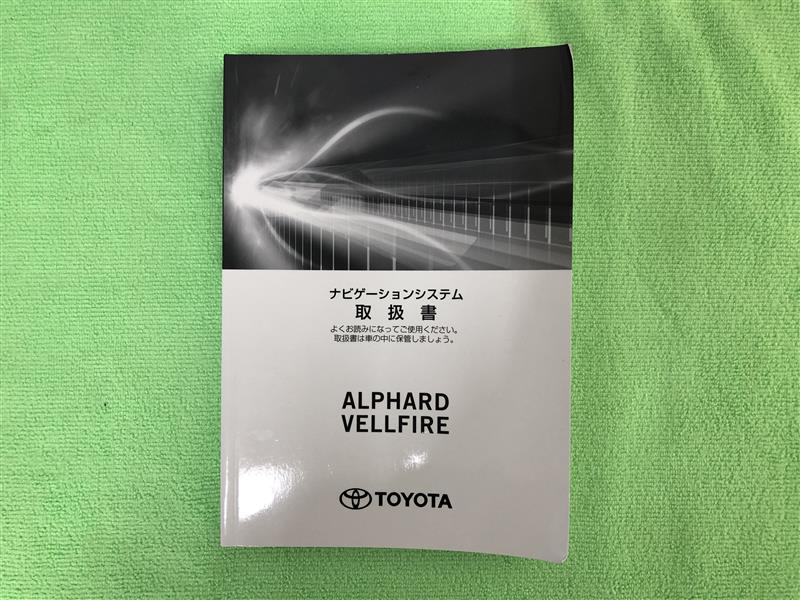 ナビゲーションシステム
取扱書
よくお読みになってご使用ください。
取扱書は車の中に保管しましょう。
ALPHARD
VELLFIRE
TOYOTA